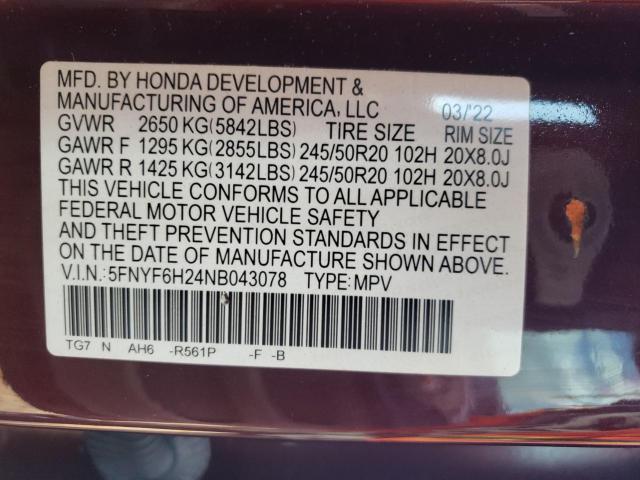 MFD. BY HONDA DEVELOPMENT &
MANUFACTURING OF AMERICA, LLC 03/'22
GVWR 2650 KG(5842LBS) TIRE SIZE RIM SIZE
GAWR F 1295 KG(2855LBS) 245/50R20 102H 20X8.0J
GAWR R 1425 KG(3142LBS) 245/50R20 102H 20X8.0J
THIS VEHICLE CONFORMS TO ALL APPLICABLE
FEDERAL MOTOR VEHICLE SAFETY
AND THEFT PREVENTION STANDARDS IN EFFECT
ON THE DATE OF MANUFACTURE SHOWN ABOVE.
V.I.N.:5FNYF6H24NB043078 TYPE:MPV
TG7 N AH6 -R561P -F -B